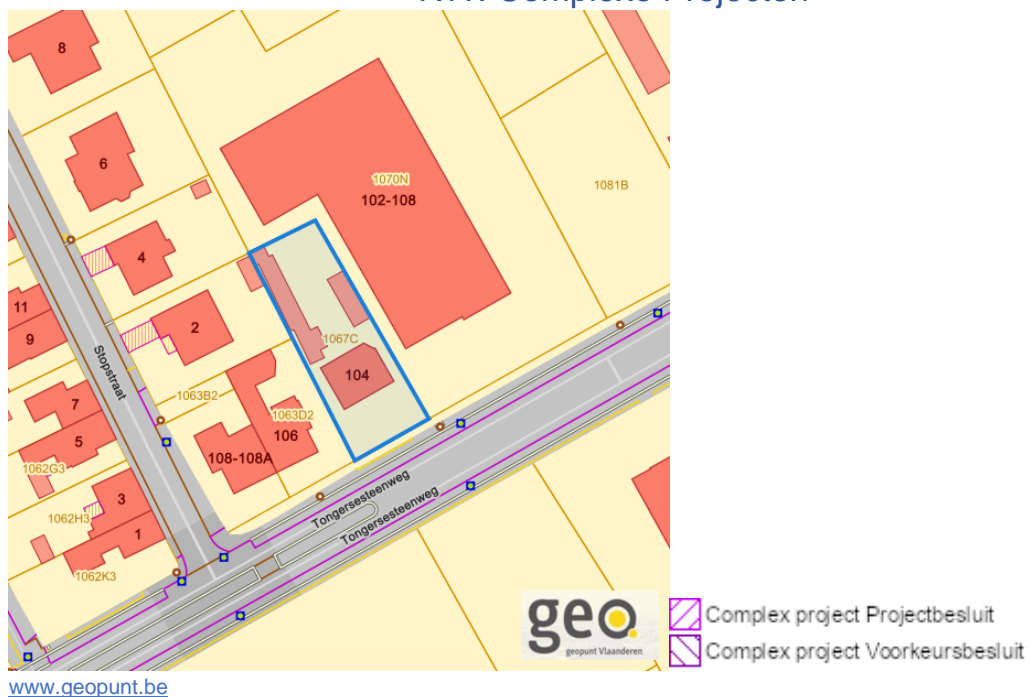 8
6
1070N
102-108
1081B
4
11
2
9
1067C
Stopstraat
104
7
1063B2
1063D2
5
106
108-108A
1062G3
3
Tongersesteenweg
1062H3
1
Tongersesteenweg
1062K3
geo.
geopunt Vlaanderen
Complex project Projectbesluit
Complex project Voorkeursbesluit
www.geopunt.be